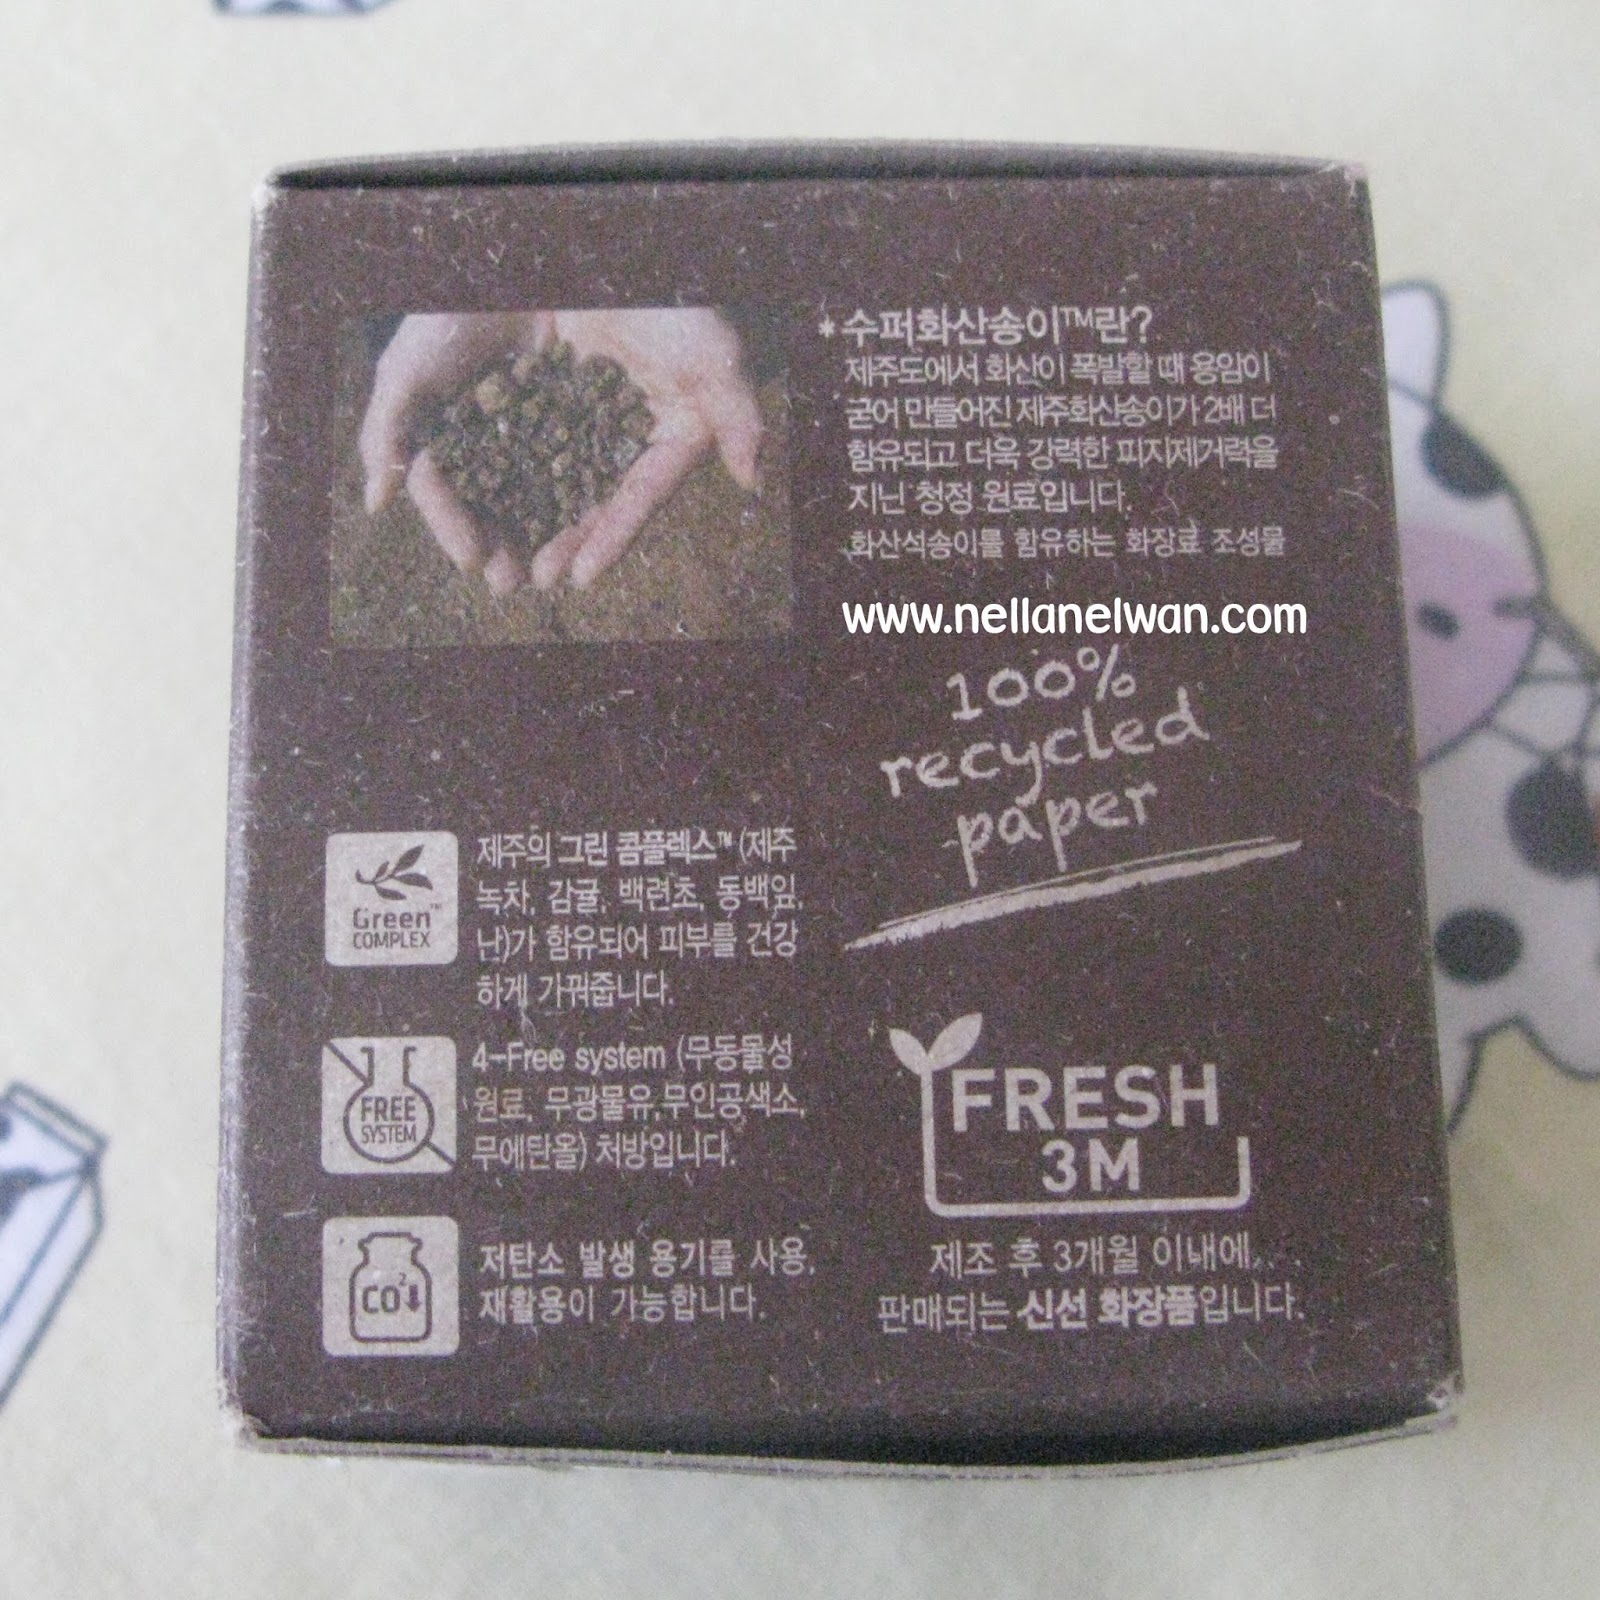 *수퍼화산송이™란?
제주도에서 화산이 폭발할 때 용암이
굳어 만들어진 제주화산송이가 2배 더
함유되고 더욱 강력한 피지제거력을
지닌 청정 원료입니다.
화산석송이를 함유하는 화장료 조성물
www.nellanelwan.com
100%
recycled
paper
Green™
COMPLEX
제주의 그린 콤플렉스™ (제주
녹차, 감귤, 백련초, 동백잎,
난)가 함유되어 피부를 건강
하게 가꿔줍니다.
FREE
SYSTEM
4-Free system (무동물성
원료, 무광물유,무인공색소,
무에탄올) 처방입니다.
CO2
저탄소 발생 용기를 사용,
재활용이 가능합니다.
FRESH
3M
제조 후 3개월 이내에
판매되는 신선 화장품입니다.